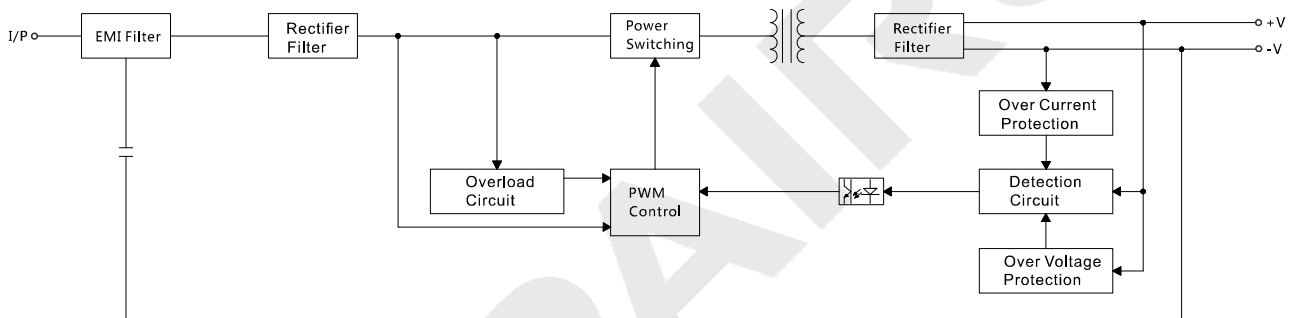 I/P
EMI Filter
Rectifier
Filter
Power
Switching
Rectifier
Filter
+V
-V
Over Current
Protection
Overload
Circuit
PWM
Control
Detection
Circuit
Over Voltage
Protection